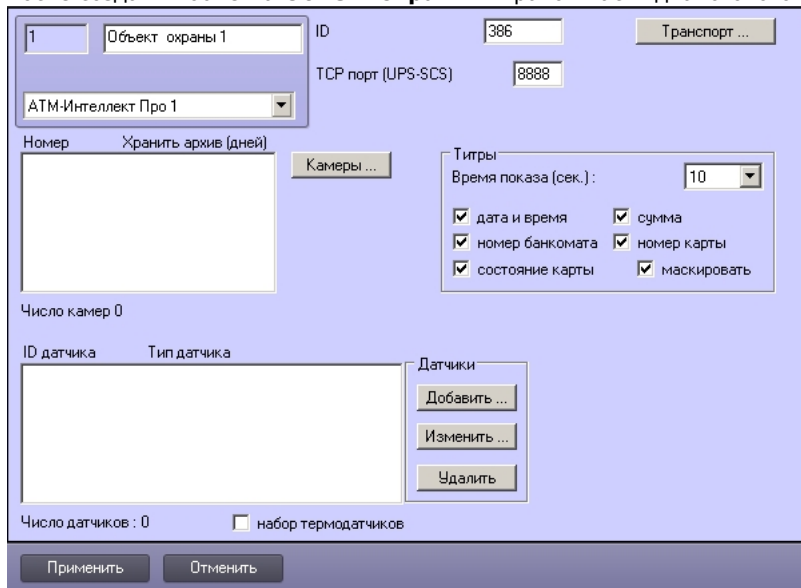 1 Объект охраны 1 ID 386 Транспорт ...
TCP порт (UPS-SCS) 8888
АТМ-Интеллект Про 1
Номер Хранить архив (дней)
Камеры ...
Титры
Время показа (сек.) : 10
дата и время сумма
номер банкомата номер карты
состояние карты маскировать
Число камер 0
ID датчика Тип датчика
Датчики
Добавить ...
Изменить ...
Удалить
Число датчиков : 0 набор термодатчиков
Применить Отменить